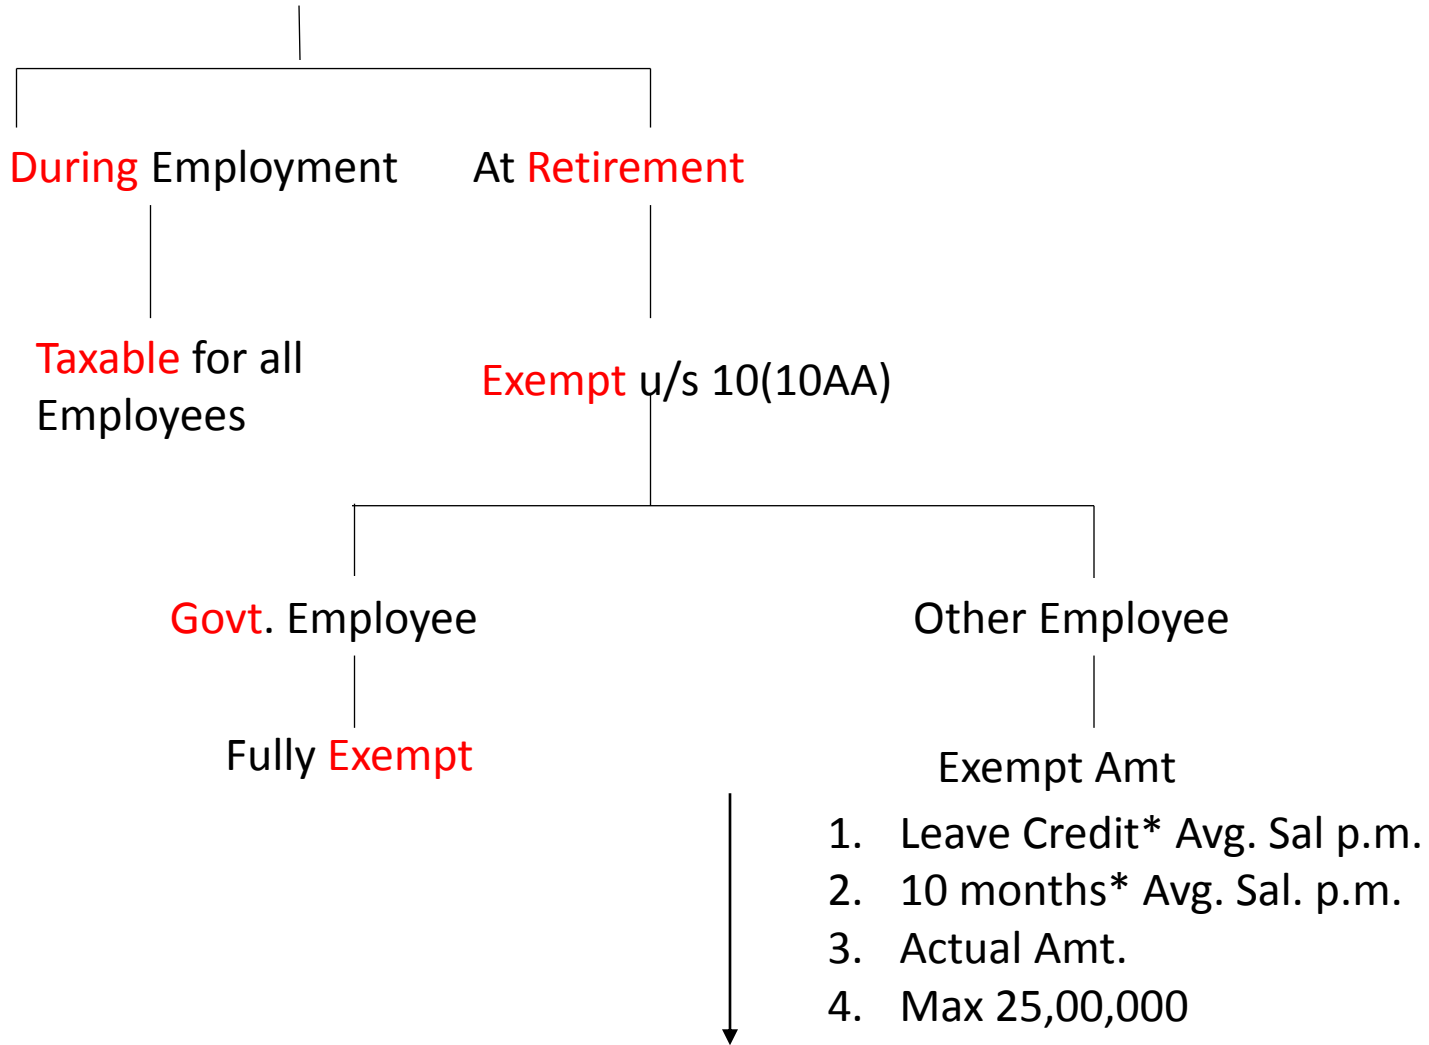 During Employment
At Retirement
Taxable for all
Employees
Exempt u/s 10(10AA)
Govt. Employee
Other Employee
Fully Exempt
Exempt Amt
1. Leave Credit* Avg. Sal p.m.
2. 10 months* Avg. Sal. p.m.
3. Actual Amt.
4. Max 25,00,000